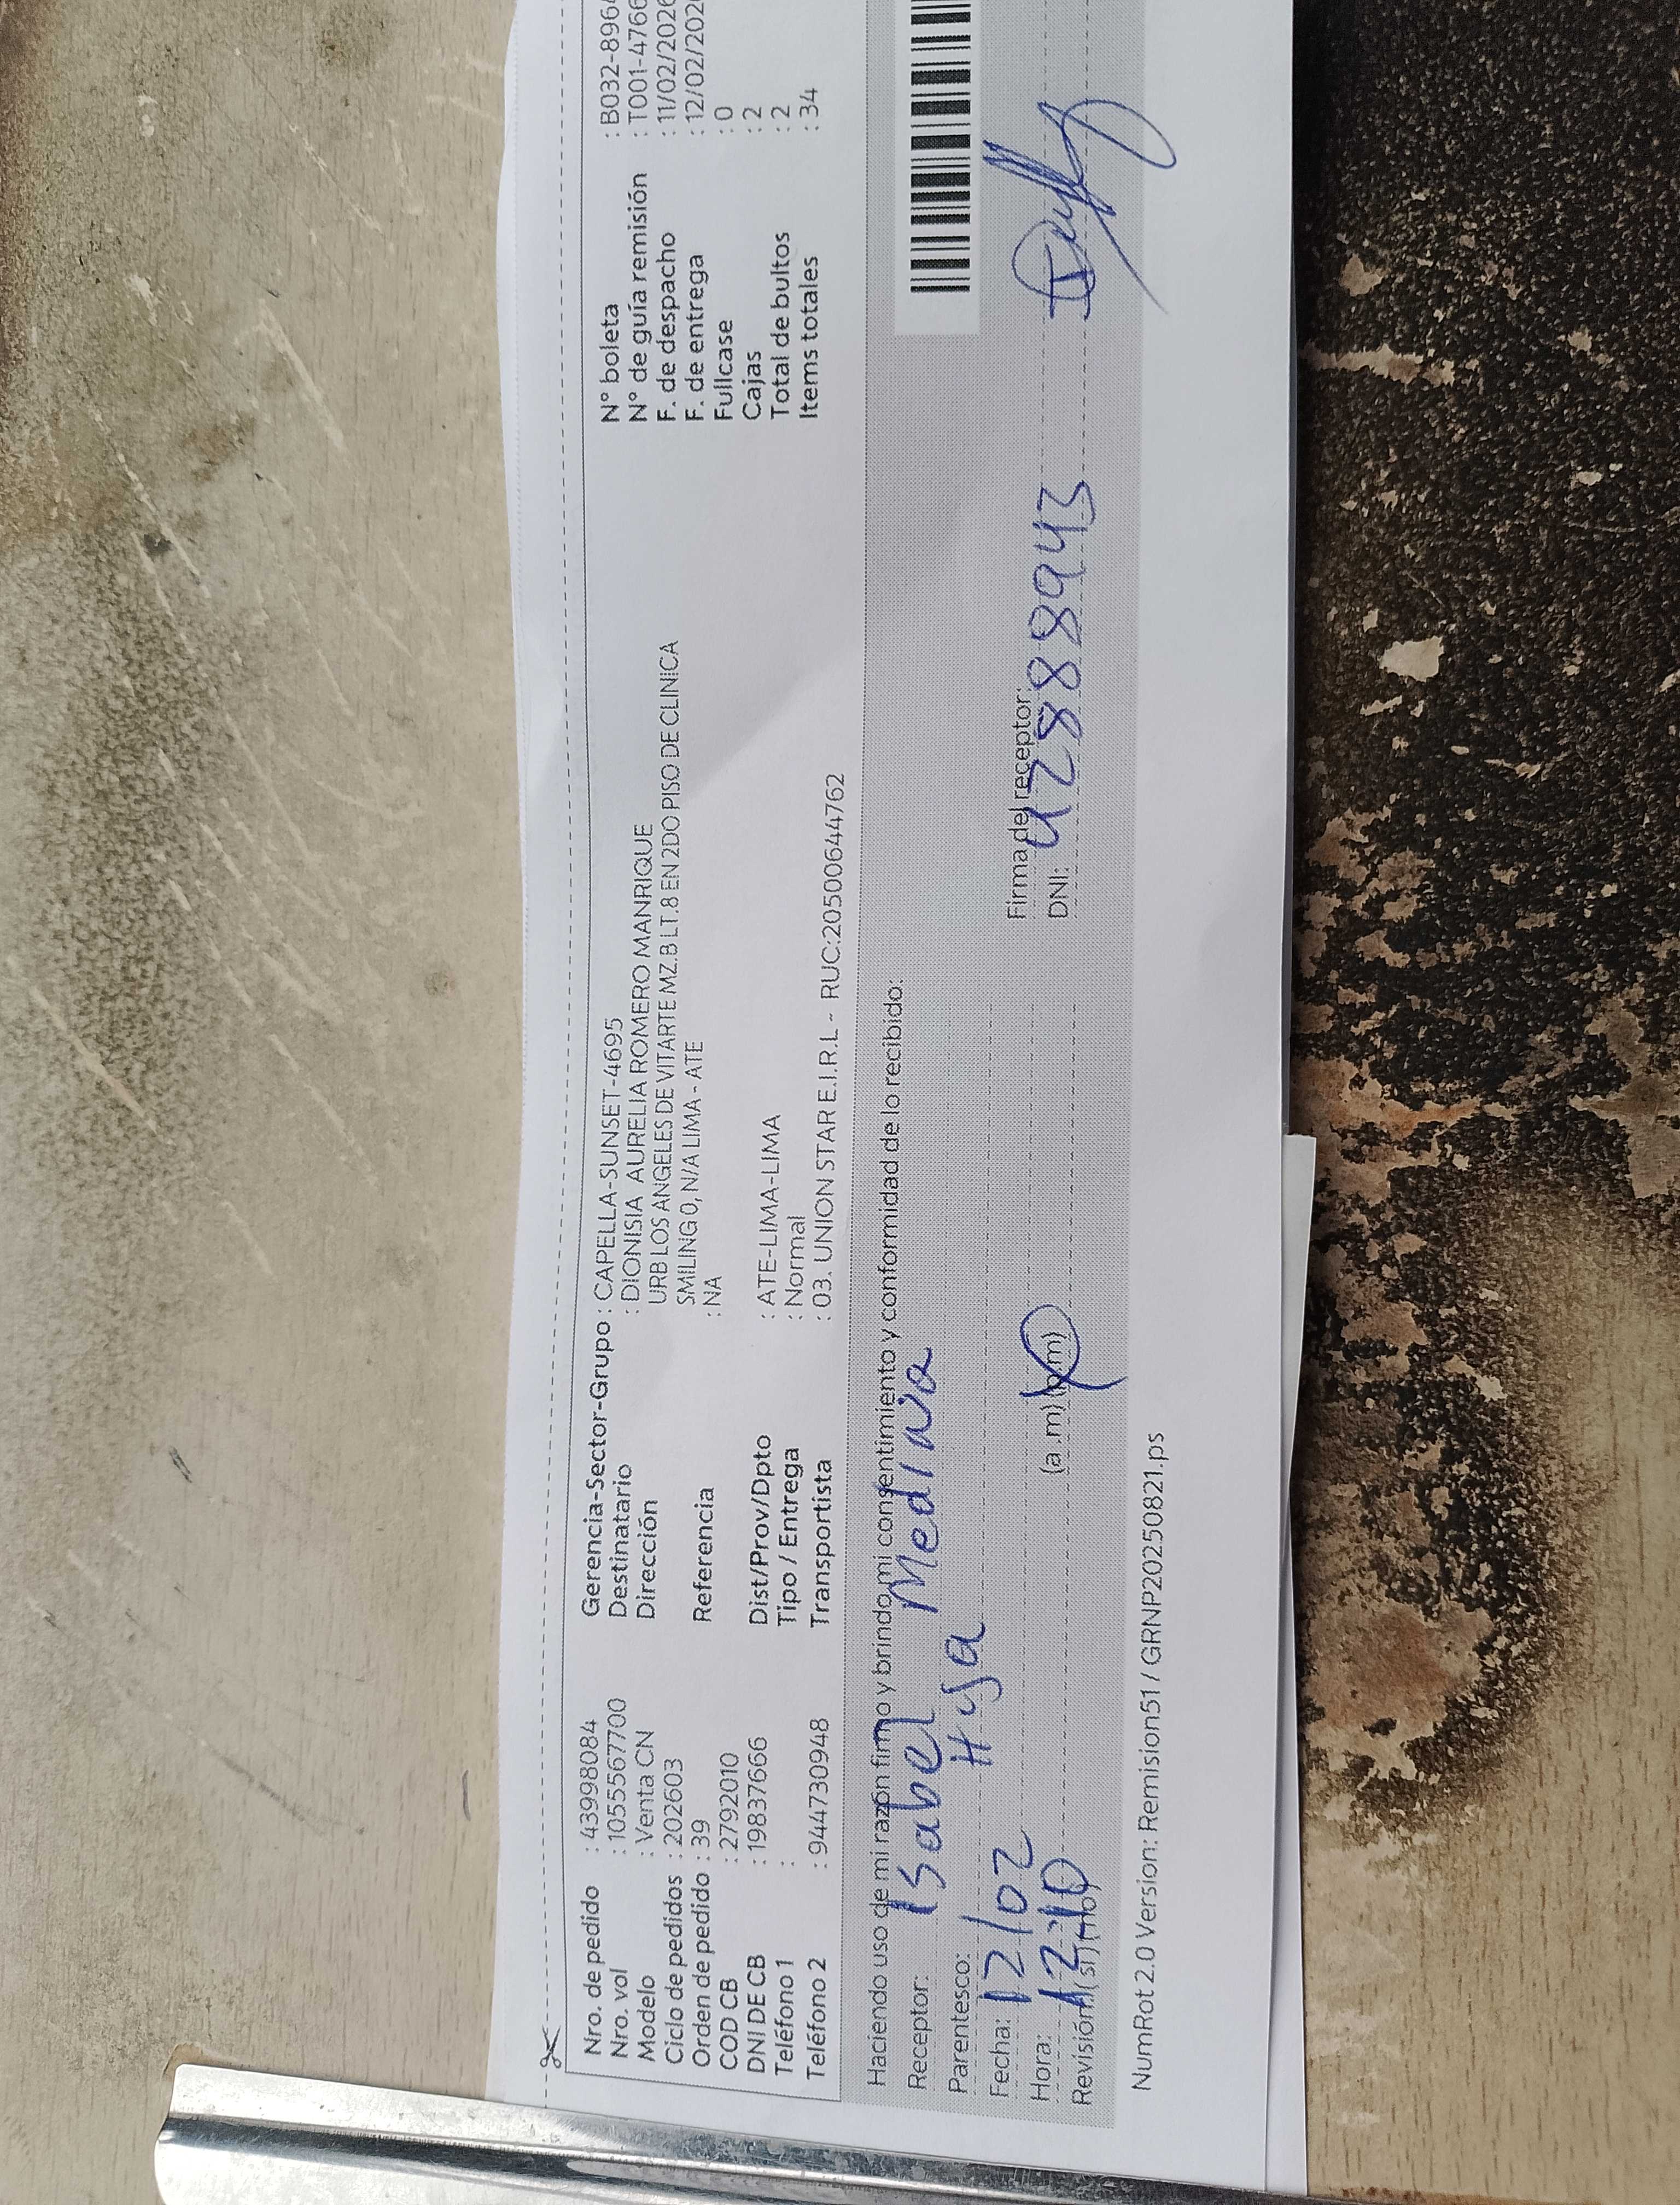 Nro. de pedido : 43998084
Nro. vol : 1055567700
Modelo : Venta CN
Ciclo de pedidos : 202603
Orden de pedido : 39
COD CB : 2792010
DNI DE CB : 19837666
Teléfono 1 :
Teléfono 2 : 944730948
Gerencia-Sector-Grupo : CAPELLA-SUNSET-4695
Destinatario : DIONISIA AURELIA ROMERO MANRIQUE
Dirección URB LOS ANGELES DE VITARTE MZ.B LT.8 EN 2DO PISO DE CLINICA
SMILING 0, N/A LIMA - ATE
Referencia : NA
Dist/Prov/Dpto : ATE-LIMA-LIMA
Tipo / Entrega : Normal
Transportista : 03. UNION STAR E.I.R.L - RUC:20500644762
N° boleta : B032-896
N° de guía remisión : T001-4766
F. de despacho : 11/02/2026
F. de entrega : 12/02/202
Fullcase : 0
Cajas : 2
Total de bultos : 2
Items totales : 34
Haciendo uso de mi razón firmo y brindo mi consentimiento y conformidad de lo recibido:
Receptor: Isabel Medina
Parentesco: Hija
Fecha: 12/02
Hora: 12:10 (a .m) (p.m)
Revisión ( si ) ( no )
Firma del receptor:
DNI: 42888943
NumRot 2.0 Version: Remision51 / GRNP20250821.ps